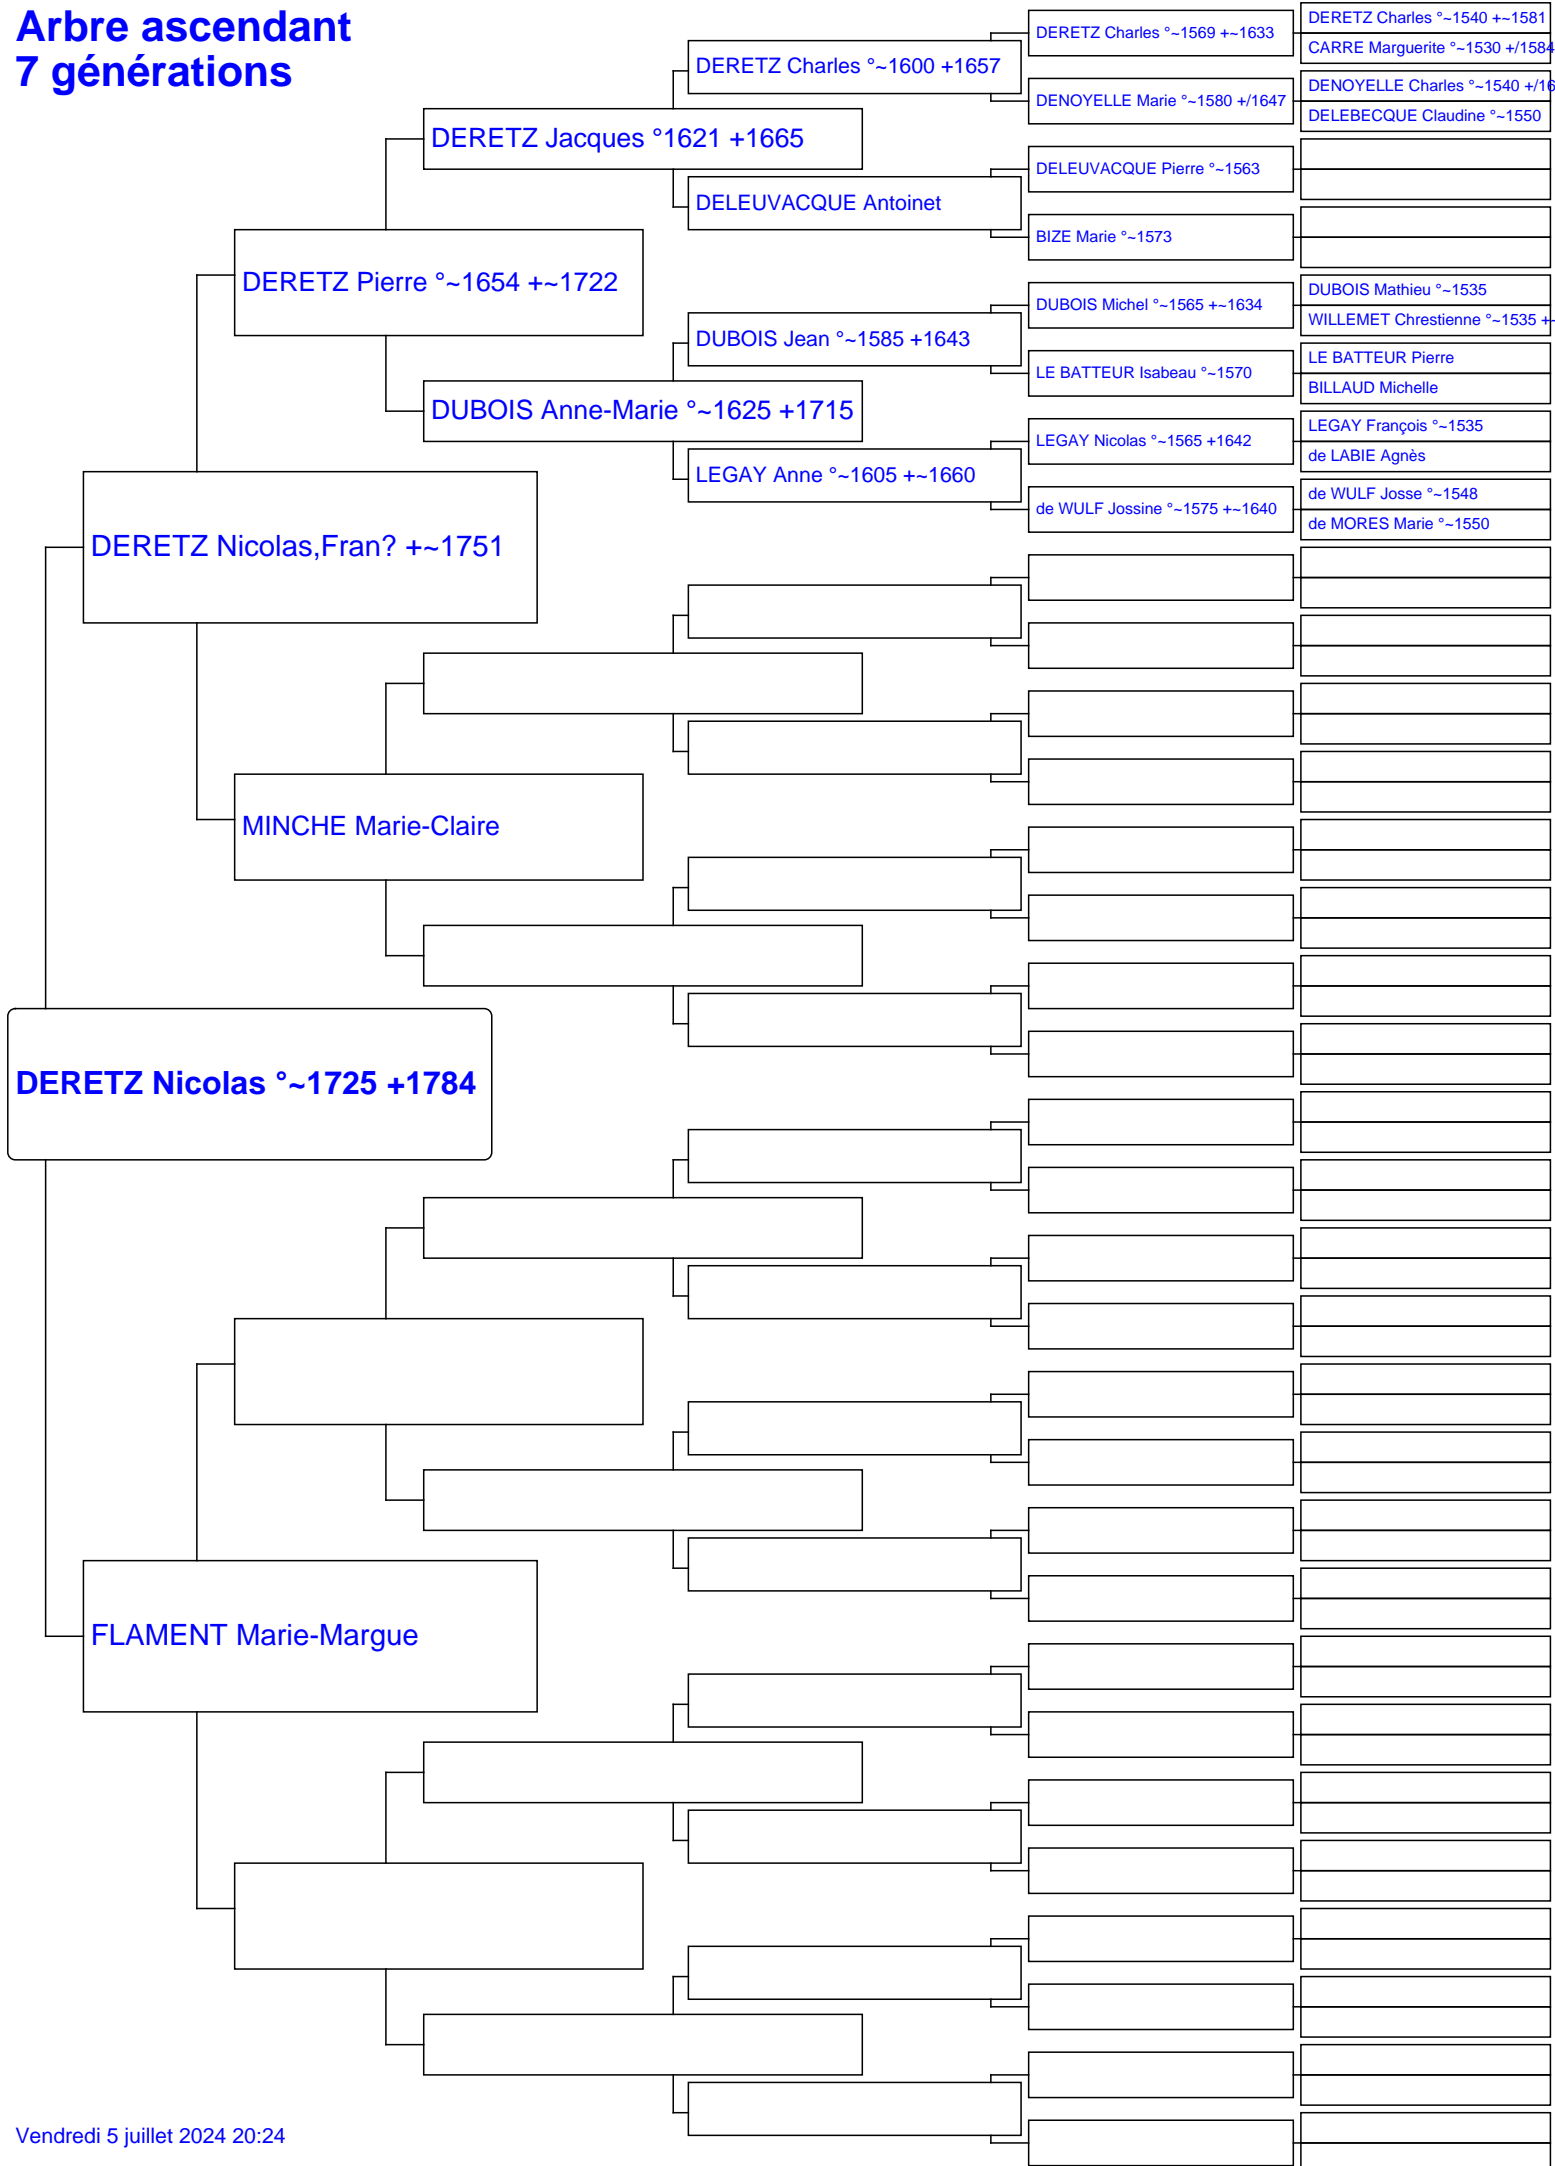 Arbre ascendant
7 générations
DERETZ Charles °~1540 +~1581
CARRE Marguerite °~1530 +/1584
DERETZ Charles °~1569 +~1633
DERETZ Charles °~1600 +1657
DENOYELLE Charles °~1540 +/16
DENOYELLE Marie °~1580 +/1647
DELEBECQUE Claudine °~1550
DERETZ Jacques °1621 +1665
DELEUVACQUE Pierre °~1563
DELEUVACQUE Antoinet
BIZE Marie °~1573
DERETZ Pierre °~1654 +~1722
DUBOIS Mathieu °~1535
DUBOIS Michel °~1565 +~1634
WILLEMET Chrestienne °~1535 +~
DUBOIS Jean °~1585 +1643
LE BATTEUR Pierre
LE BATTEUR Isabeau °~1570
BILLAUD Michelle
DUBOIS Anne-Marie °~1625 +1715
LEGAY François °~1535
LEGAY Nicolas °~1565 +1642
de LABIE Agnès
LEGAY Anne °~1605 +~1660
de WULF Josse °~1548
de WULF Jossine °~1575 +~1640
de MORES Marie °~1550
DERETZ Nicolas,Fran? +~1751
MINCHE Marie-Claire
DERETZ Nicolas °~1725 +1784
FLAMENT Marie-Margue
Vendredi 5 juillet 2024 20:24